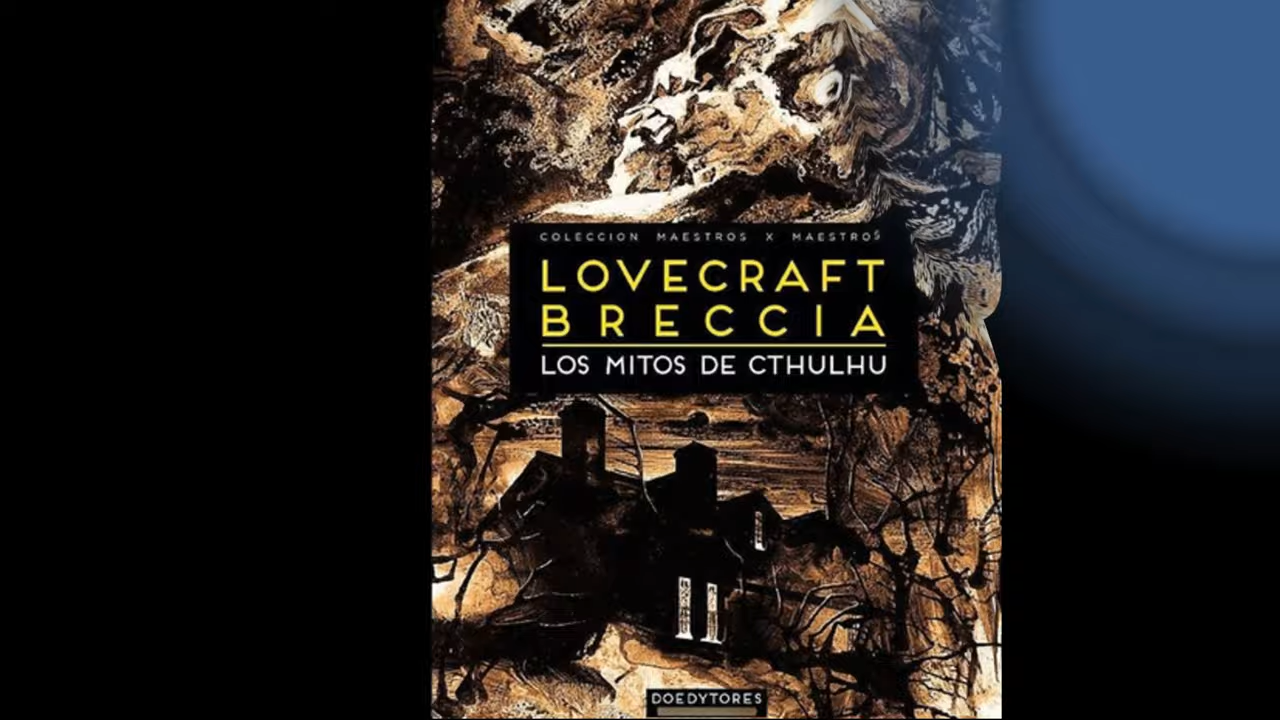 COLECCION MAESTROS X MAESTROS
LOVECRAFT
BRECCIA
LOS MITOS DE CTHULHU
DOEDYTORES